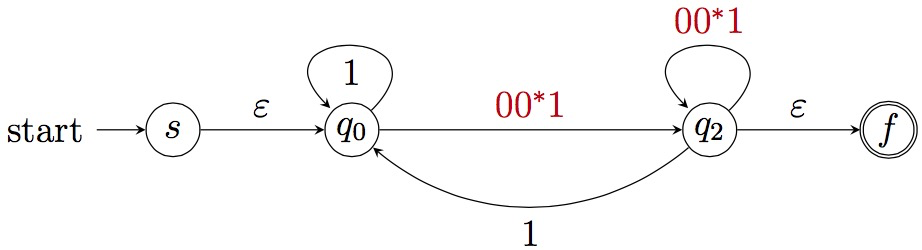 00*1
1
ε
00*1
ε
start
s
q₀
q₂
f
1